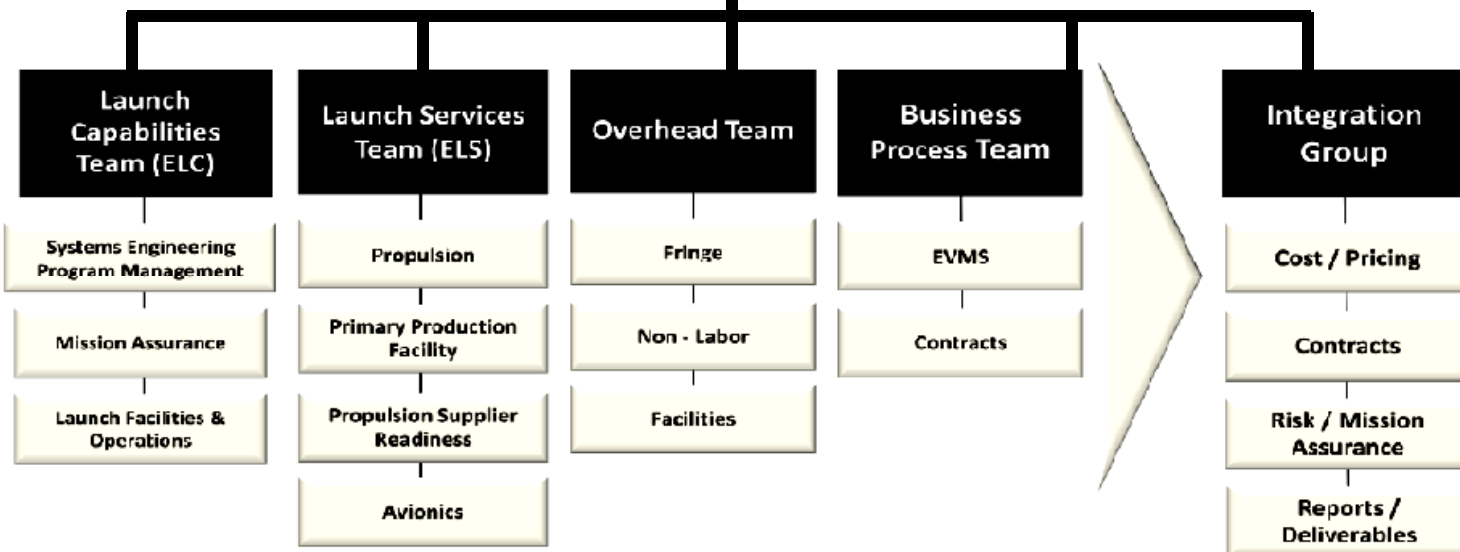 Launch
Capabilities
Team (ELC)
Systems Engineering
Program Management
Mission Assurance
Launch Facilities &
Operations
Launch Services
Team (ELS)
Propulsion
Primary Production
Facility
Propulsion Supplier
Readiness
Avionics
Overhead Team
Fringe
Non - Labor
Facilities
Business
Process Team
EVMS
Contracts
Integration
Group
Cost / Pricing
Contracts
Risk / Mission
Assurance
Reports /
Deliverables